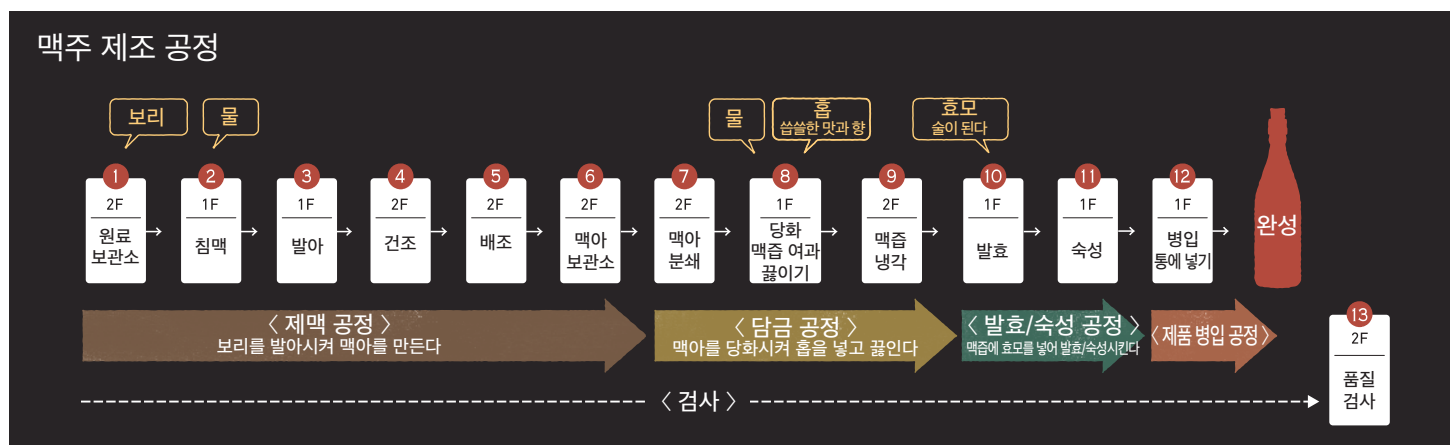 맥주 제조 공정
보리
물
물
홉
씁쓸한 맛과 향
효모
술이 된다
1
2F
원료
보관소
2
1F
침맥
3
1F
발아
4
2F
건조
5
2F
배조
6
2F
맥아
보관소
7
2F
맥아
분쇄
8
1F
당화
맥즙 여과
끓이기
9
2F
맥즙
냉각
10
1F
발효
11
1F
숙성
12
1F
병입
통에 넣기
완성
〈 제맥 공정 〉
보리를 발아시켜 맥아를 만든다
〈 담금 공정 〉
맥아를 당화시켜 홉을 넣고 끓인다
〈 발효/숙성 공정 〉
맥즙에 효모를 넣어 발효/숙성시킨다
〈 제품 병입 공정 〉
13
2F
품질
검사
〈 검사 〉